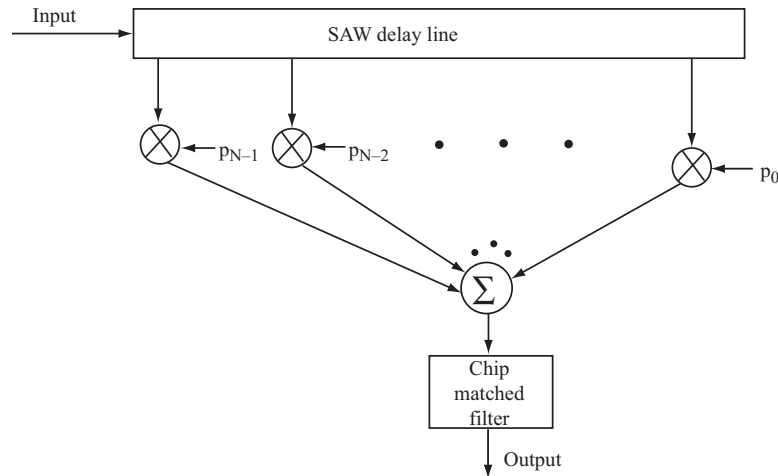 Input
SAW delay line
p_{N–1}
p_{N–2}
p_0
Σ
Chip
matched
filter
Output